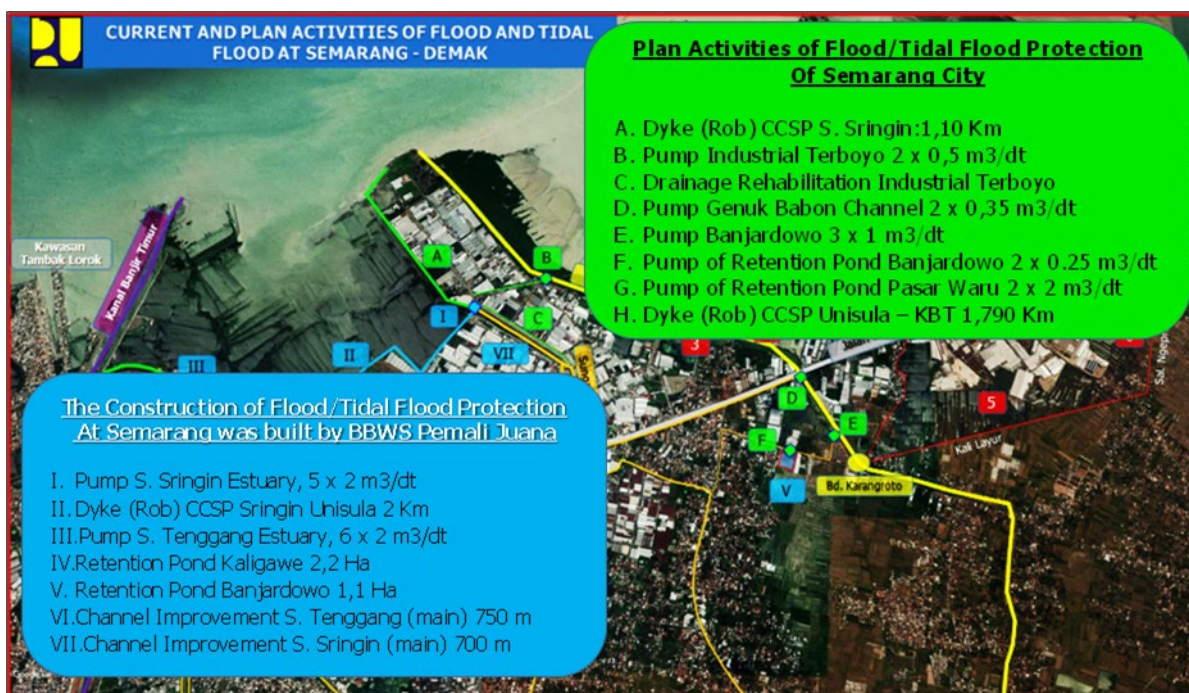 CURRENT AND PLAN ACTIVITIES OF FLOOD AND TIDAL
FLOOD AT SEMARANG - DEMAK
Plan Activities of Flood/Tidal Flood Protection
Of Semarang City
A. Dyke (Rob) CCSP S. Sringin:1,10 Km
B. Pump Industrial Terboyo 2 x 0,5 m3/dt
C. Drainage Rehabilitation Industrial Terboyo
D. Pump Genuk Babon Channel 2 x 0,35 m3/dt
E. Pump Banjardowo 3 x 1 m3/dt
F. Pump of Retention Pond Banjardowo 2 x 0.25 m3/dt
G. Pump of Retention Pond Pasar Waru 2 x 2 m3/dt
H. Dyke (Rob) CCSP Unisula – KBT 1,790 Km
Kawasan
Tambak Lorok
Kanal Banjir Timur
A
B
C
I
II
VII
III
3
D
E
F
V
5
Kali Layur
Bd. Karangroto
The Construction of Flood/Tidal Flood Protection
At Semarang was built by BBWS Pemali Juana
I. Pump S. Sringin Estuary, 5 x 2 m3/dt
II. Dyke (Rob) CCSP Sringin Unisula 2 Km
III.Pump S. Tenggang Estuary, 6 x 2 m3/dt
IV.Retention Pond Kaligawe 2,2 Ha
V. Retention Pond Banjardowo 1,1 Ha
VI.Channel Improvement S. Tenggang (main) 750 m
VII.Channel Improvement S. Sringin (main) 700 m